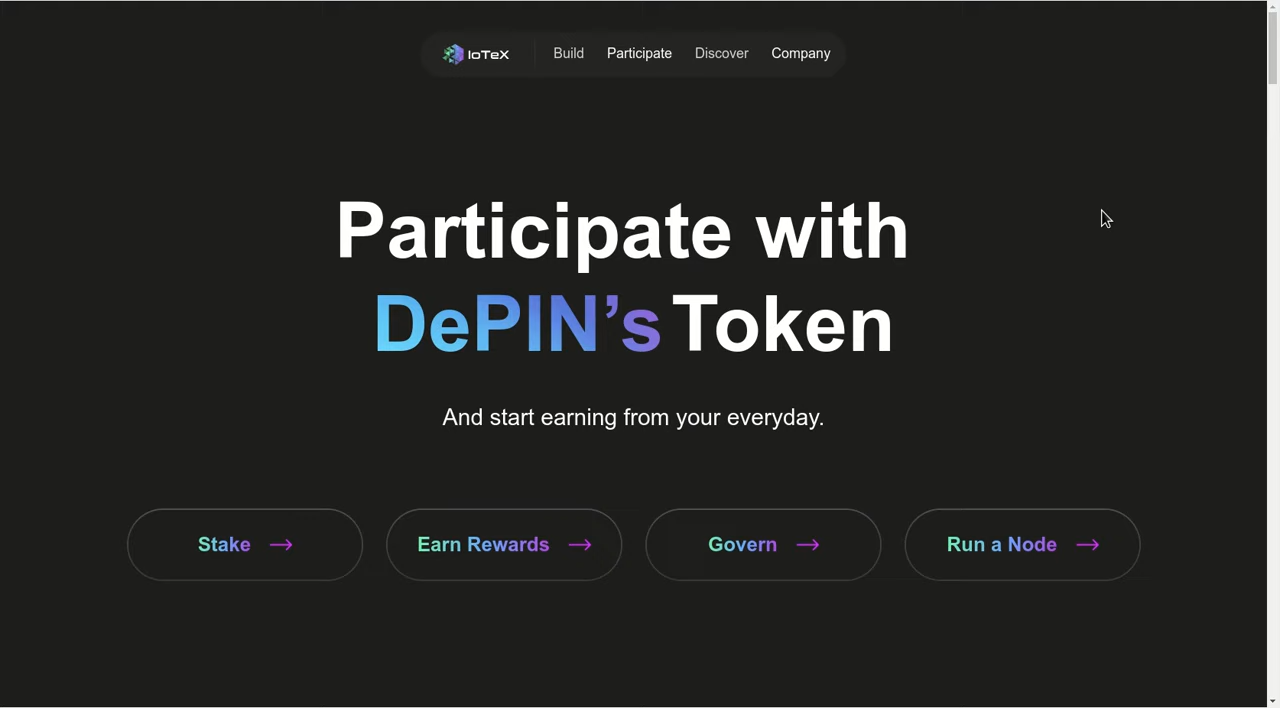 IoTeX Build Participate Discover Company
Participate with
DePIN’s Token
And start earning from your everyday.
Stake Earn Rewards Govern Run a Node